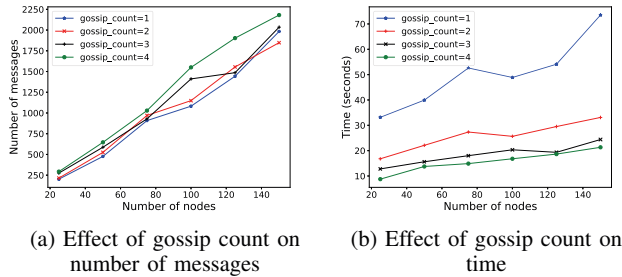 2250
2000
1750
1500
1250
1000
750
500
250
Number of messages
gossip_count=1
gossip_count=2
gossip_count=3
gossip_count=4
20 40 60 80 100 120 140
Number of nodes
(a) Effect of gossip count on
number of messages
70
60
50
40
30
20
10
Time (seconds)
gossip_count=1
gossip_count=2
gossip_count=3
gossip_count=4
20 40 60 80 100 120 140
Number of nodes
(b) Effect of gossip count on
time